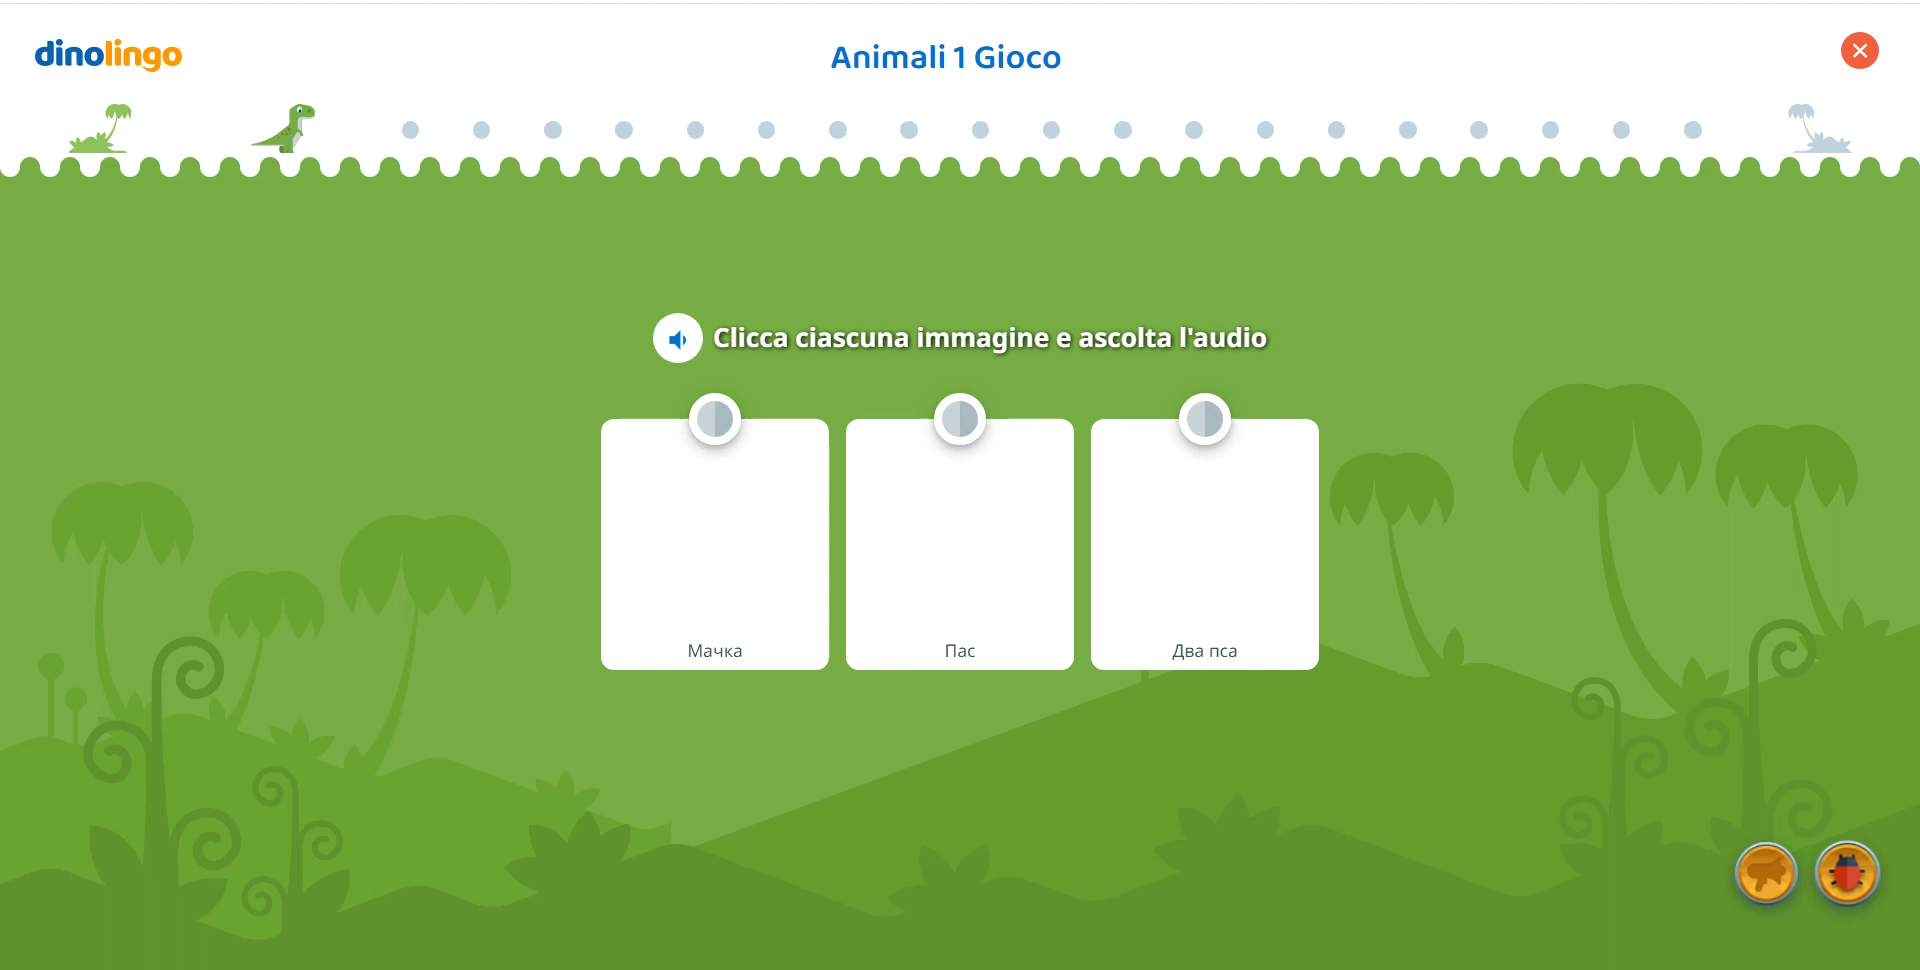 dinolingo
Animali 1 Gioco
Clicca ciascuna immagine e ascolta l'audio
Мачка
Пас
Два пса